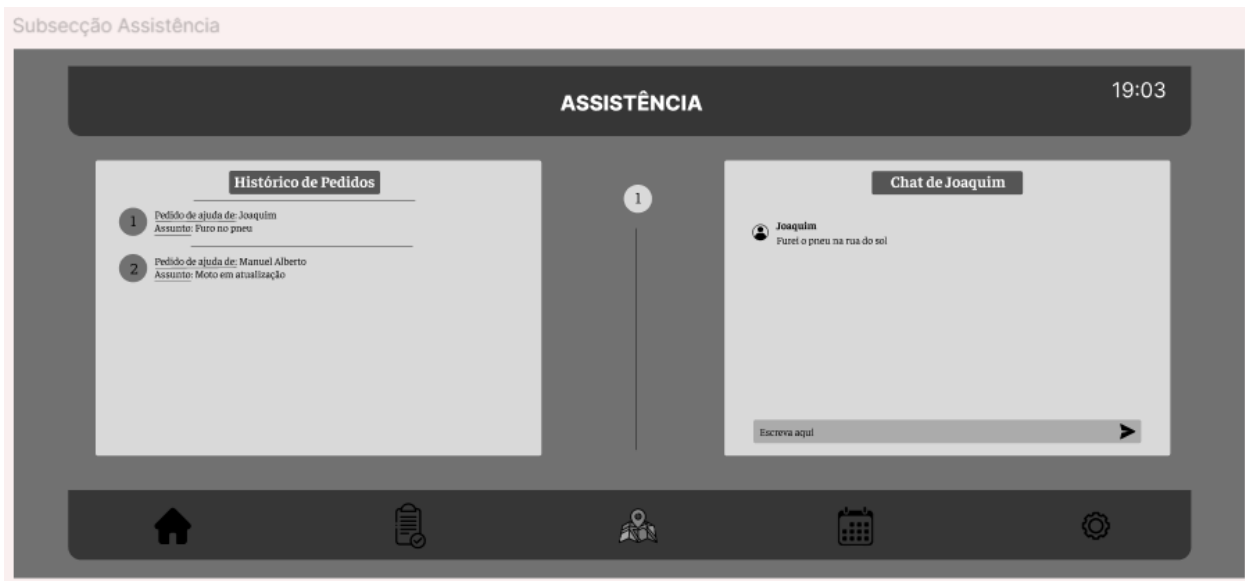 Subsecção Assistência
ASSISTÊNCIA
19:03
Histórico de Pedidos
1
Pedido de ajuda de: Joaquim
Assunto: Furo no pneu
2
Pedido de ajuda de: Manuel Alberto
Assunto: Moto em atualização
1
Chat de Joaquim
Joaquim
Furei o pneu na rua do sol
Escreva aqui